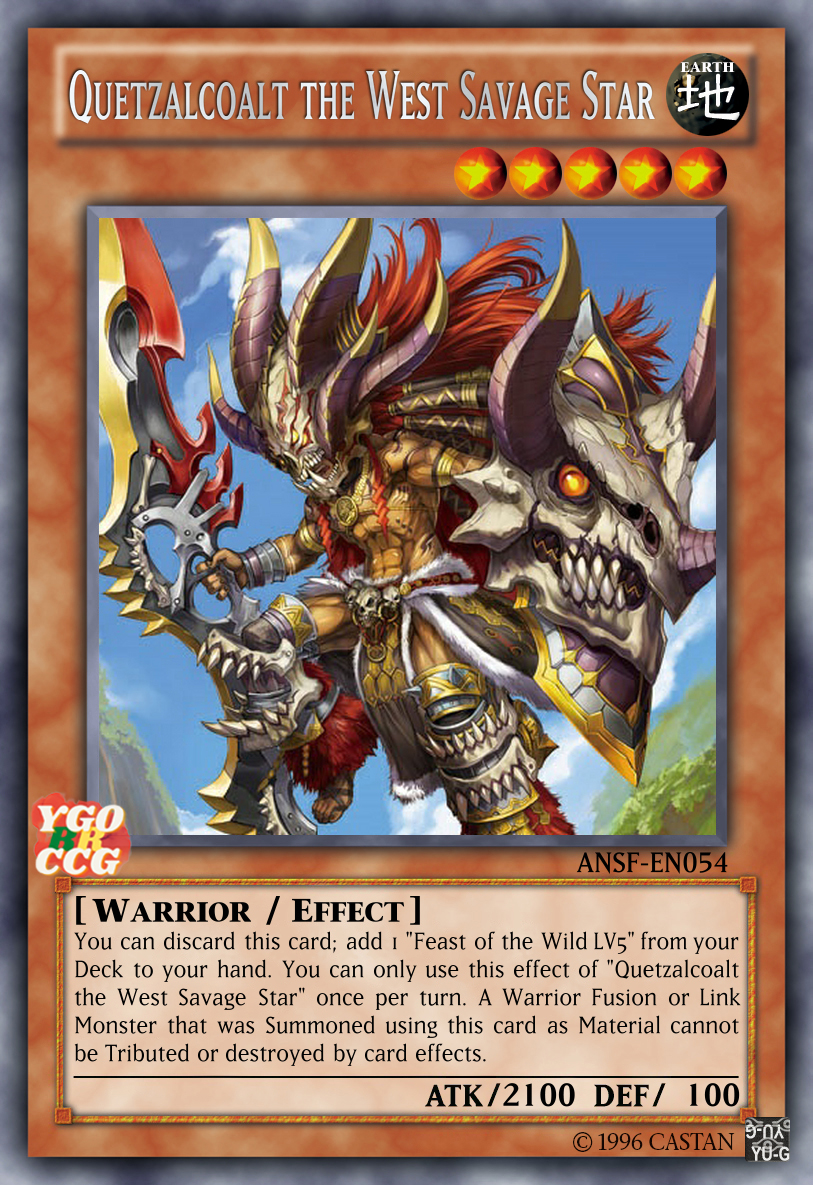 Quetzalcoalt the West Savage Star
EARTH
地
YGO
RR
CCG
ANSF-EN054
[ Warrior / Effect ]
You can discard this card; add 1 "Feast of the Wild LV5" from your
Deck to your hand. You can only use this effect of "Quetzalcoalt
the West Savage Star" once per turn. A Warrior Fusion or Link
Monster that was Summoned using this card as Material cannot
be Tributed or destroyed by card effects.
ATK/2100 DEF/ 100
© 1996 CASTAN
YU-G
YU-G